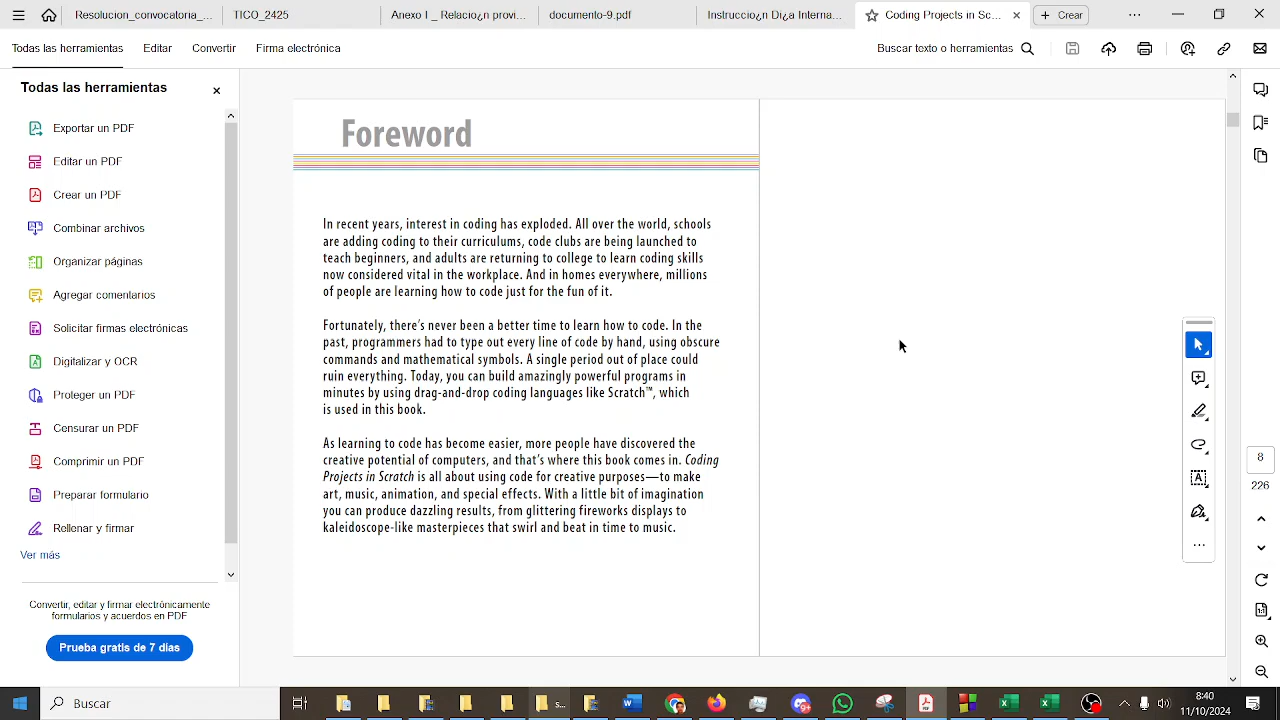 Resolucion_convocatoria_...
TICO_2425
Anexo I _ Relacio¿n provi...
documento-9.pdf
Instruccio¿n Di¿a Interna...
Coding Projects in Sc...
Crear
Todas las herramientas
Editar
Convertir
Firma electrónica
Buscar texto o herramientas
Todas las herramientas
Exportar un PDF
Editar un PDF
Crear un PDF
Combinar archivos
Organizar páginas
Agregar comentarios
Solicitar firmas electrónicas
Digitalizar y OCR
Proteger un PDF
Censurar un PDF
Comprimir un PDF
Preparar formulario
Rellenar y firmar
Ver más
Convertir, editar y firmar electrónicamente
formularios y acuerdos en PDF
Prueba gratis de 7 días
Foreword
In recent years, interest in coding has exploded. All over the world, schools
are adding coding to their curriculums, code clubs are being launched to
teach beginners, and adults are returning to college to learn coding skills
now considered vital in the workplace. And in homes everywhere, millions
of people are learning how to code just for the fun of it.
Fortunately, there's never been a better time to learn how to code. In the
past, programmers had to type out every line of code by hand, using obscure
commands and mathematical symbols. A single period out of place could
ruin everything. Today, you can build amazingly powerful programs in
minutes by using drag-and-drop coding languages like Scratch™, which
is used in this book.
As learning to code has become easier, more people have discovered the
creative potential of computers, and that's where this book comes in. Coding
Projects in Scratch is all about using code for creative purposes—to make
art, music, animation, and special effects. With a little bit of imagination
you can produce dazzling results, from glittering fireworks displays to
kaleidoscope-like masterpieces that swirl and beat in time to music.
8
226
Buscar
s...
8:40
11/10/2024